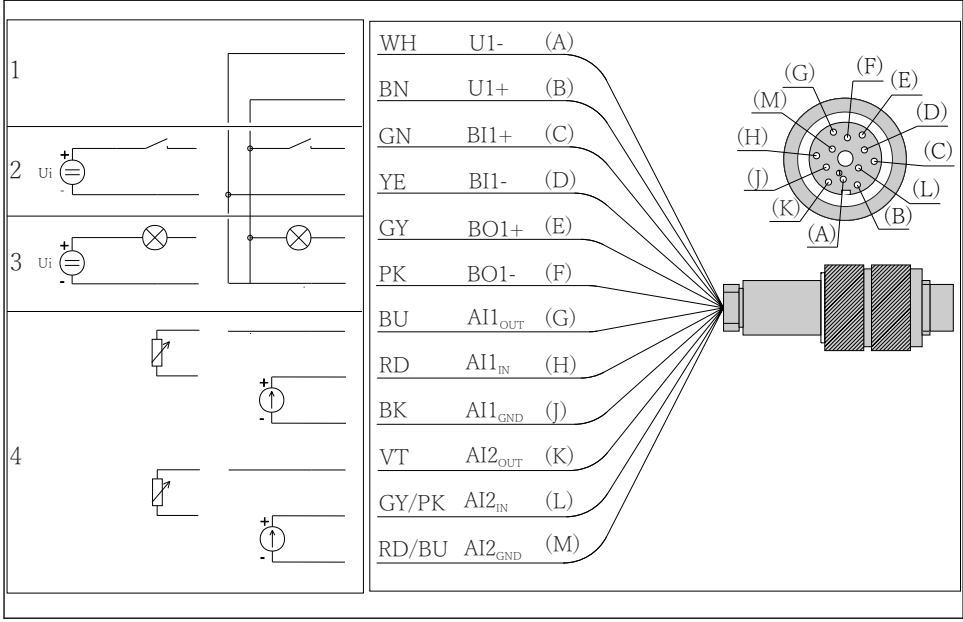 1
2 Ui + -
3 Ui + -
+
-
4
+
-
WH U1- (A)
BN U1+ (B)
GN BI1+ (C)
YE BI1- (D)
GY BO1+ (E)
PK BO1- (F)
BU AI1OUT (G)
RD AI1IN (H)
BK AI1GND (J)
VT AI2OUT (K)
GY/PK AI2IN (L)
RD/BU AI2GND (M)
(G) (F) (E)
(M) (D)
(H) (C)
(J) (L)
(K) (B)
(A)